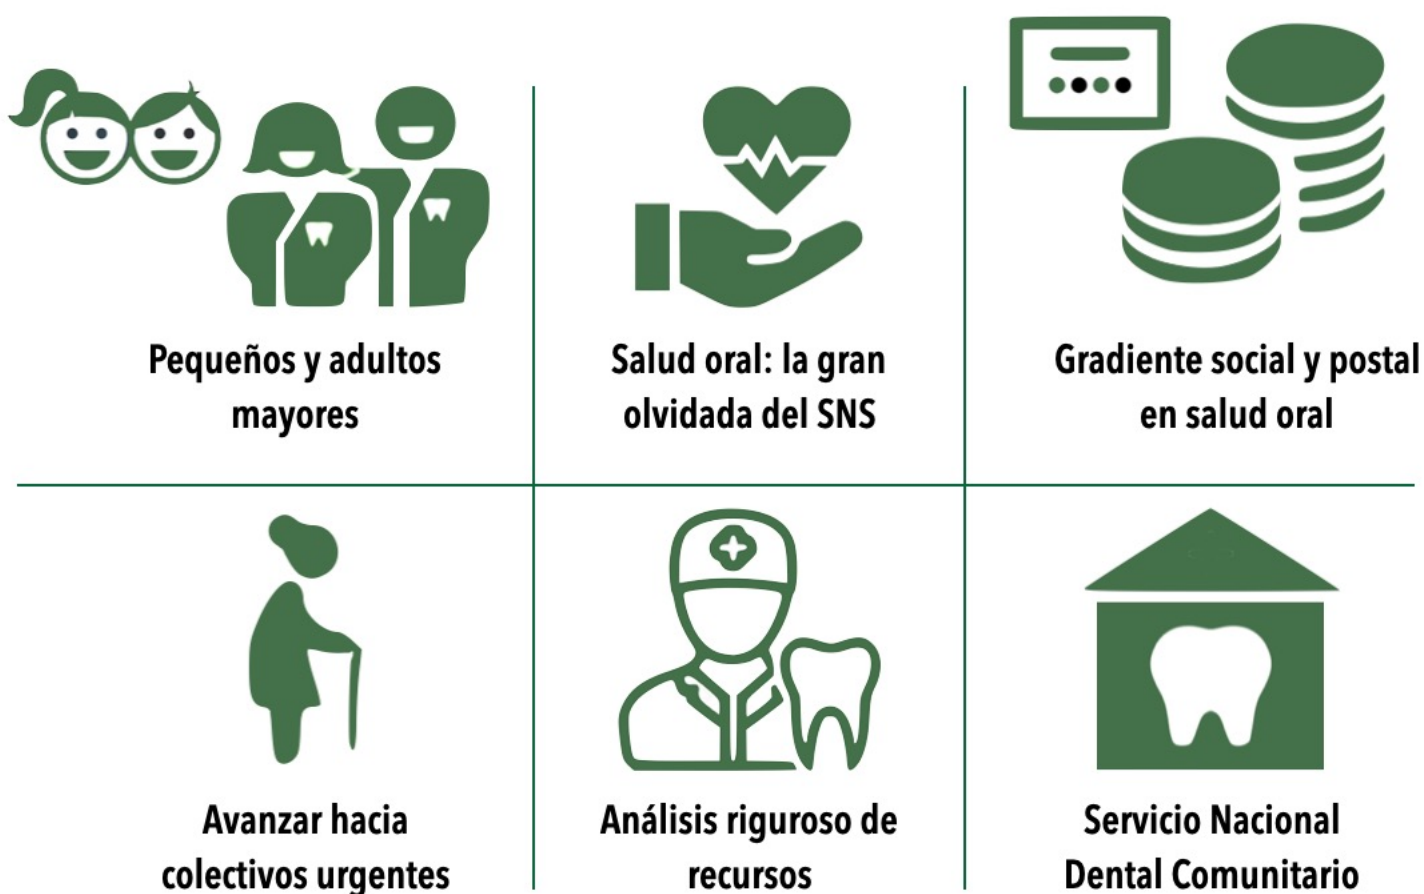 Pequeños y adultos
mayores
Salud oral: la gran
olvidada del SNS
Gradiente social y postal
en salud oral
Avanzar hacia
colectivos urgentes
Análisis riguroso de
recursos
Servicio Nacional
Dental Comunitario